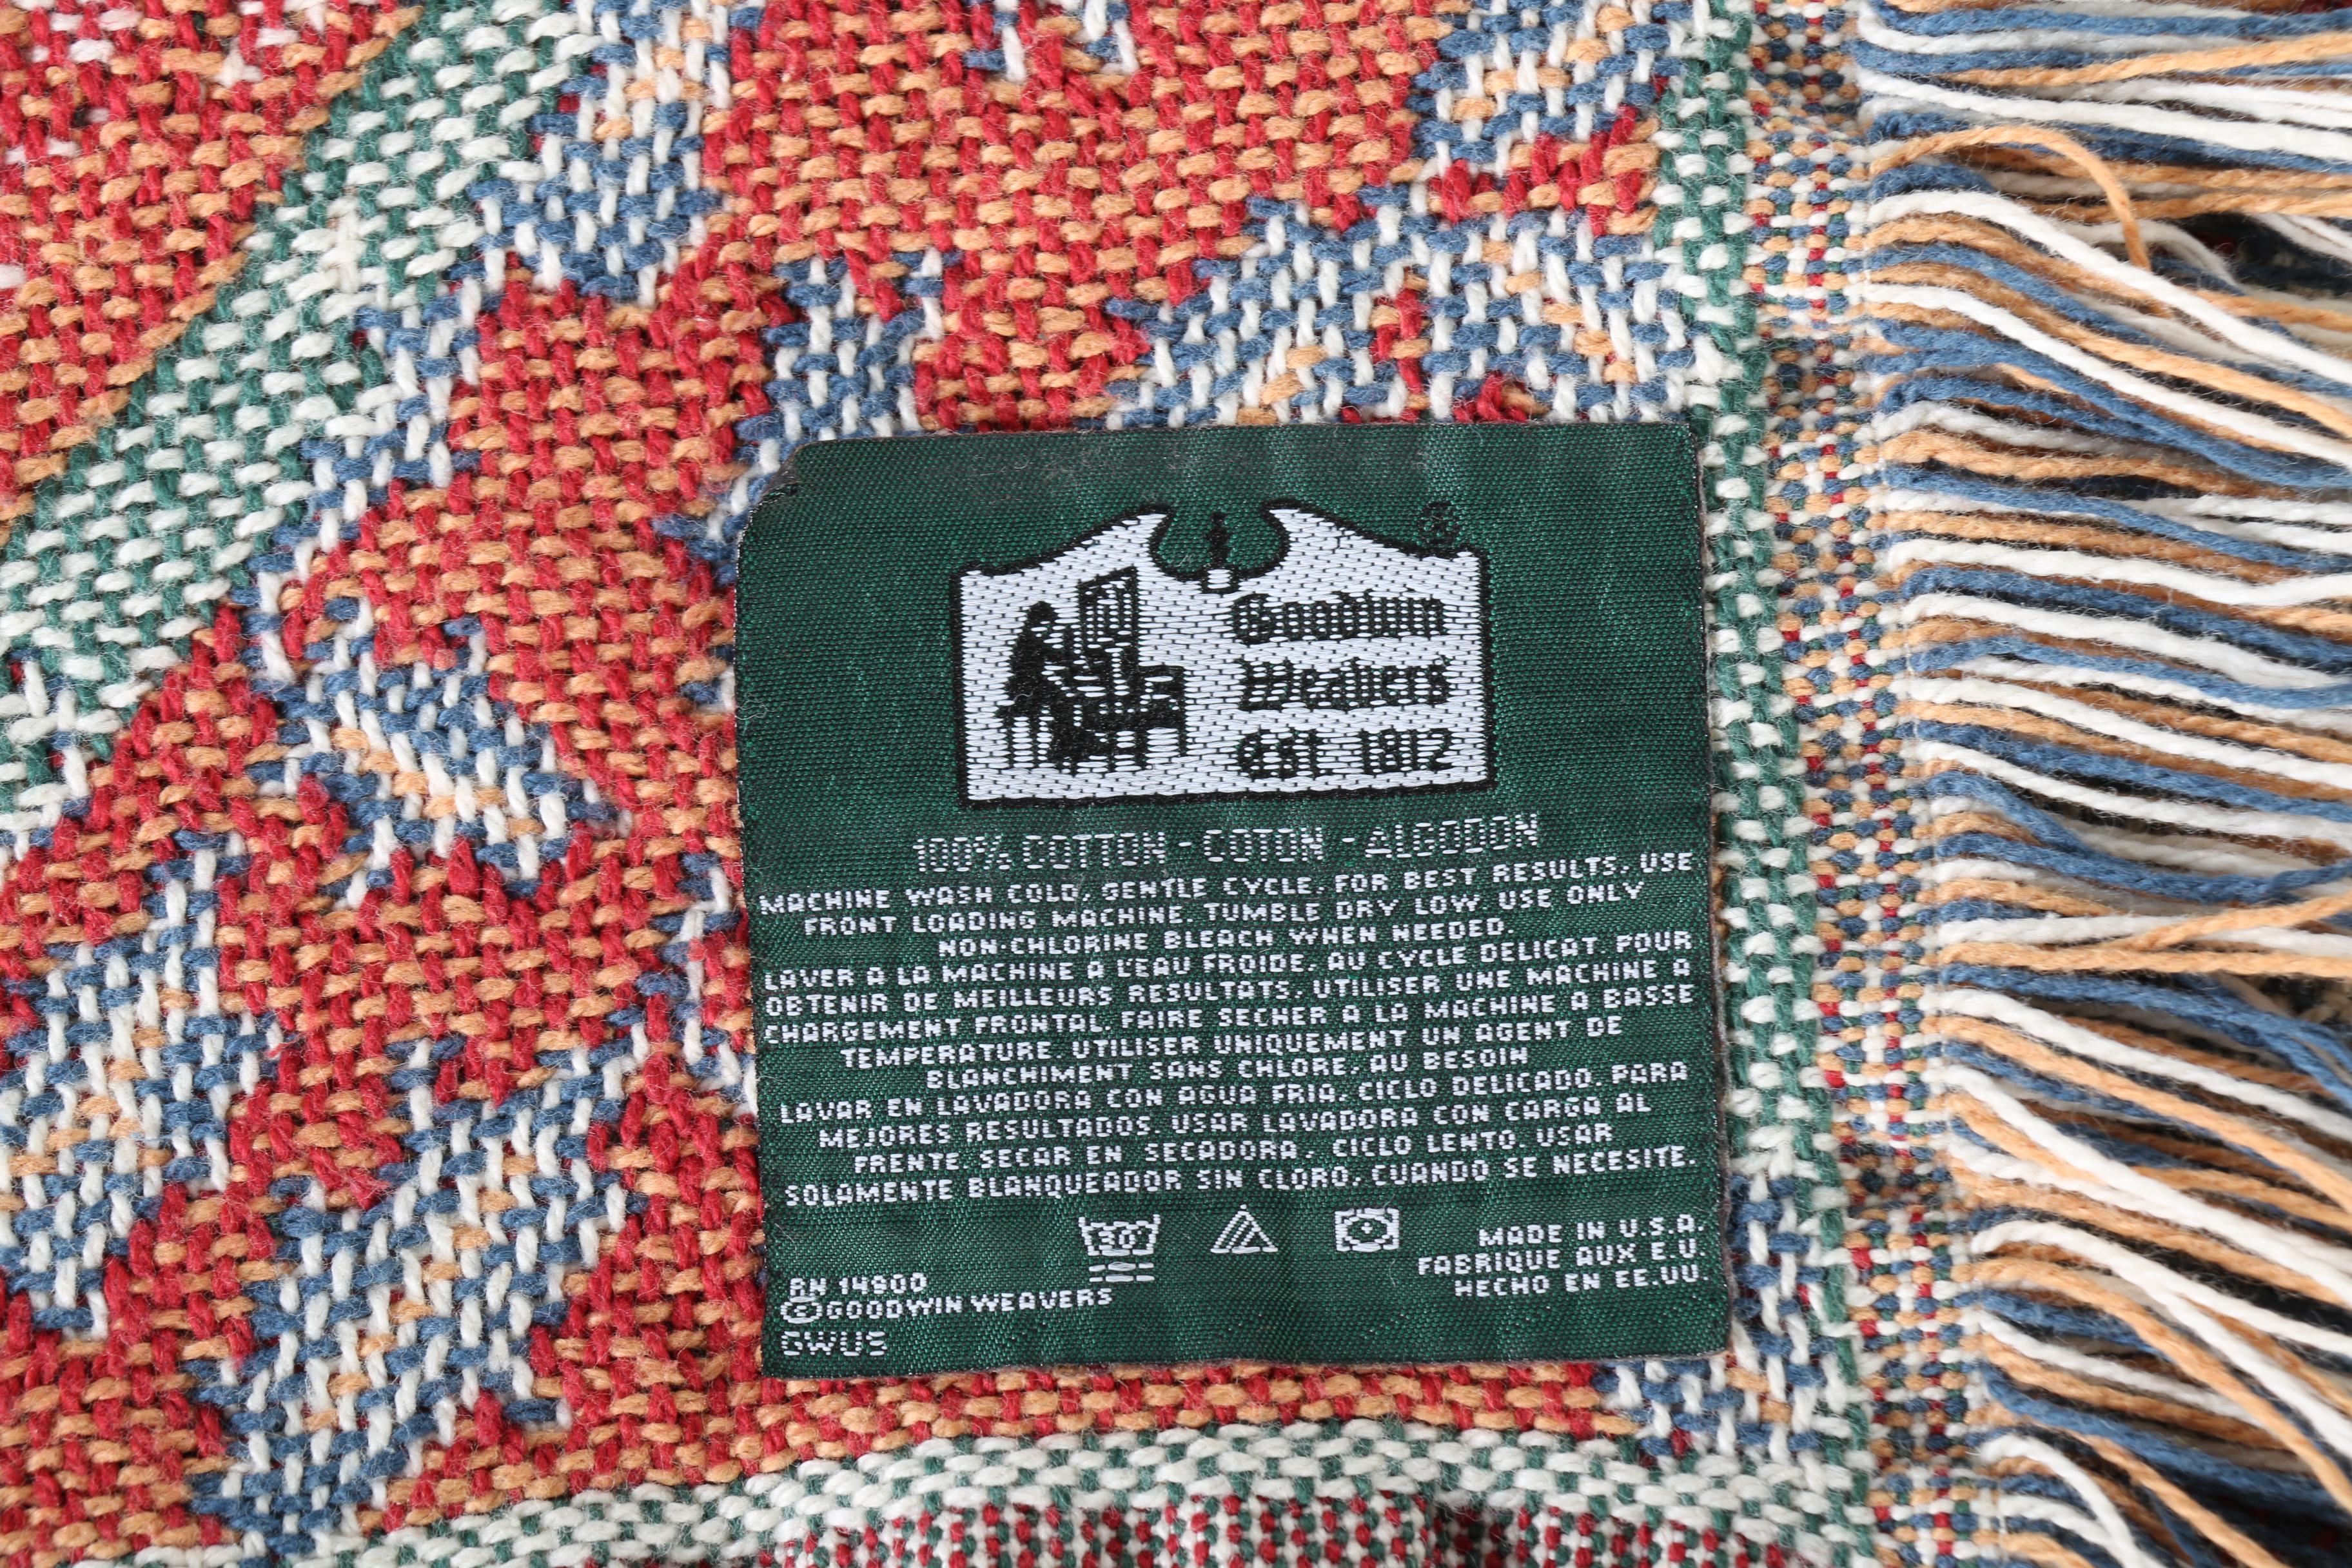 ®
Goodwin
Weavers
Est 1812
100% COTTON - COTON - ALGODON
MACHINE WASH COLD, GENTLE CYCLE. FOR BEST RESULTS, USE
FRONT LOADING MACHINE. TUMBLE DRY LOW. USE ONLY
NON-CHLORINE BLEACH WHEN NEEDED.
LAVER A LA MACHINE A L'EAU FROIDE, AU CYCLE DELICAT POUR
OBTENIR DE MEILLEURS RESULTATS, UTILISER UNE MACHINE A
CHARGEMENT FRONTAL. FAIRE SECHER A LA MACHINE A BASSE
TEMPERATURE. UTILISER UNIQUEMENT UN AGENT DE
BLANCHIMENT SANS CHLORE, AU BESOIN
LAVAR EN LAVADORA CON AGUA FRIA, CICLO DELICADO. PARA
MEJORES RESULTADOS, USAR LAVADORA CON CARGA AL
FRENTE. SECAR EN SECADORA, CICLO LENTO. USAR
SOLAMENTE BLANQUEADOR SIN CLORO, CUANDO SE NECESITE.
30°
RN 14900
©GOODWIN WEAVERS
GWUS
MADE IN U.S.A.
FABRIQUE AUX E.U.
HECHO EN EE.UU.